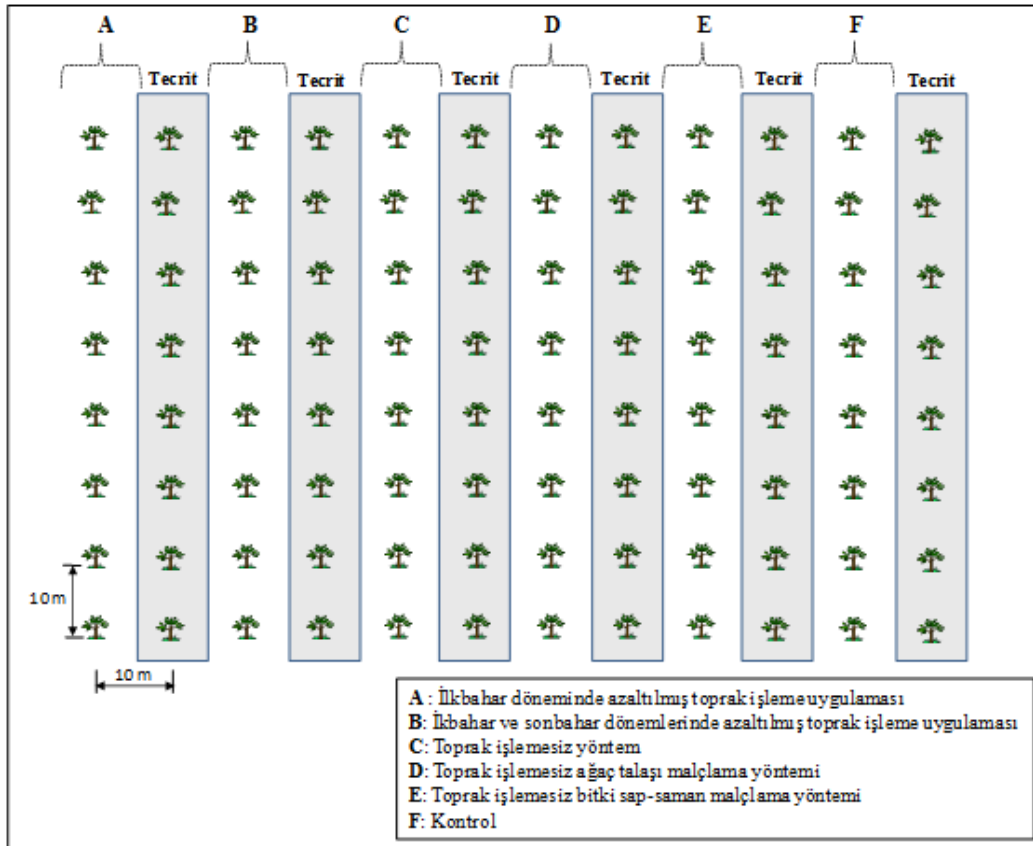 A B C D E F
Tecrit Tecrit Tecrit Tecrit Tecrit Tecrit
10 m
10 m
A : İlkbahar döneminde azaltılmış toprak işleme uygulaması
B: İkbahar ve sonbahar dönemlerinde azaltılmış toprak işleme uygulaması
C: Toprak işlemesiz yöntem
D: Toprak işlemesiz ağaç talaşı malçlama yöntemi
E: Toprak işlemesiz bitki sap-saman malçlama yöntemi
F: Kontrol